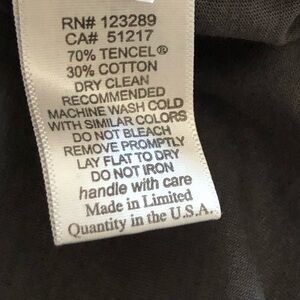 RN# 123289
CA# 51217
70% TENCEL®
30% COTTON
DRY CLEAN
RECOMMENDED
MACHINE WASH COLD
WITH SIMILAR COLORS
DO NOT BLEACH
REMOVE PROMPTLY
LAY FLAT TO DRY
DO NOT IRON
handle with care
Made in Limited
Quantity in the U.S.A.